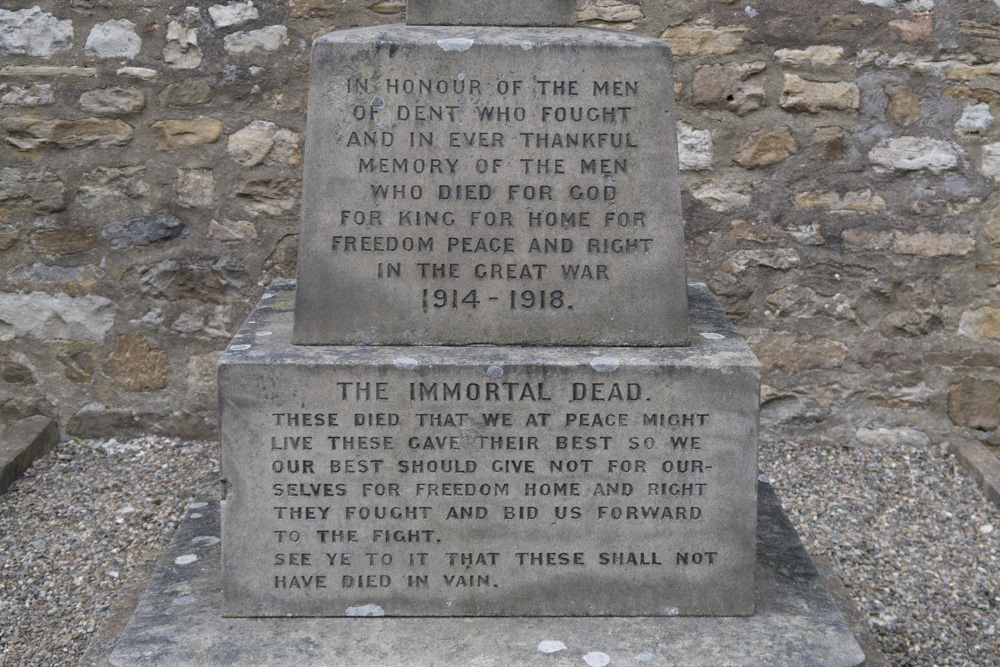 IN HONOUR OF THE MEN
OF DENT WHO FOUGHT
AND IN EVER THANKFUL
MEMORY OF THE MEN
WHO DIED FOR GOD
FOR KING FOR HOME FOR
FREEDOM PEACE AND RIGHT
IN THE GREAT WAR
1914-1918.
THE IMMORTAL DEAD.
THESE DIED THAT WE AT PEACE MIGHT
LIVE THESE GAVE THEIR BEST SO WE
OUR BEST SHOULD GIVE NOT FOR OUR-
SELVES FOR FREEDOM HOME AND RIGHT
THEY FOUGHT AND BID US FORWARD
TO THE FIGHT.
SEE YE TO IT THAT THESE SHALL NOT
HAVE DIED IN VAIN.